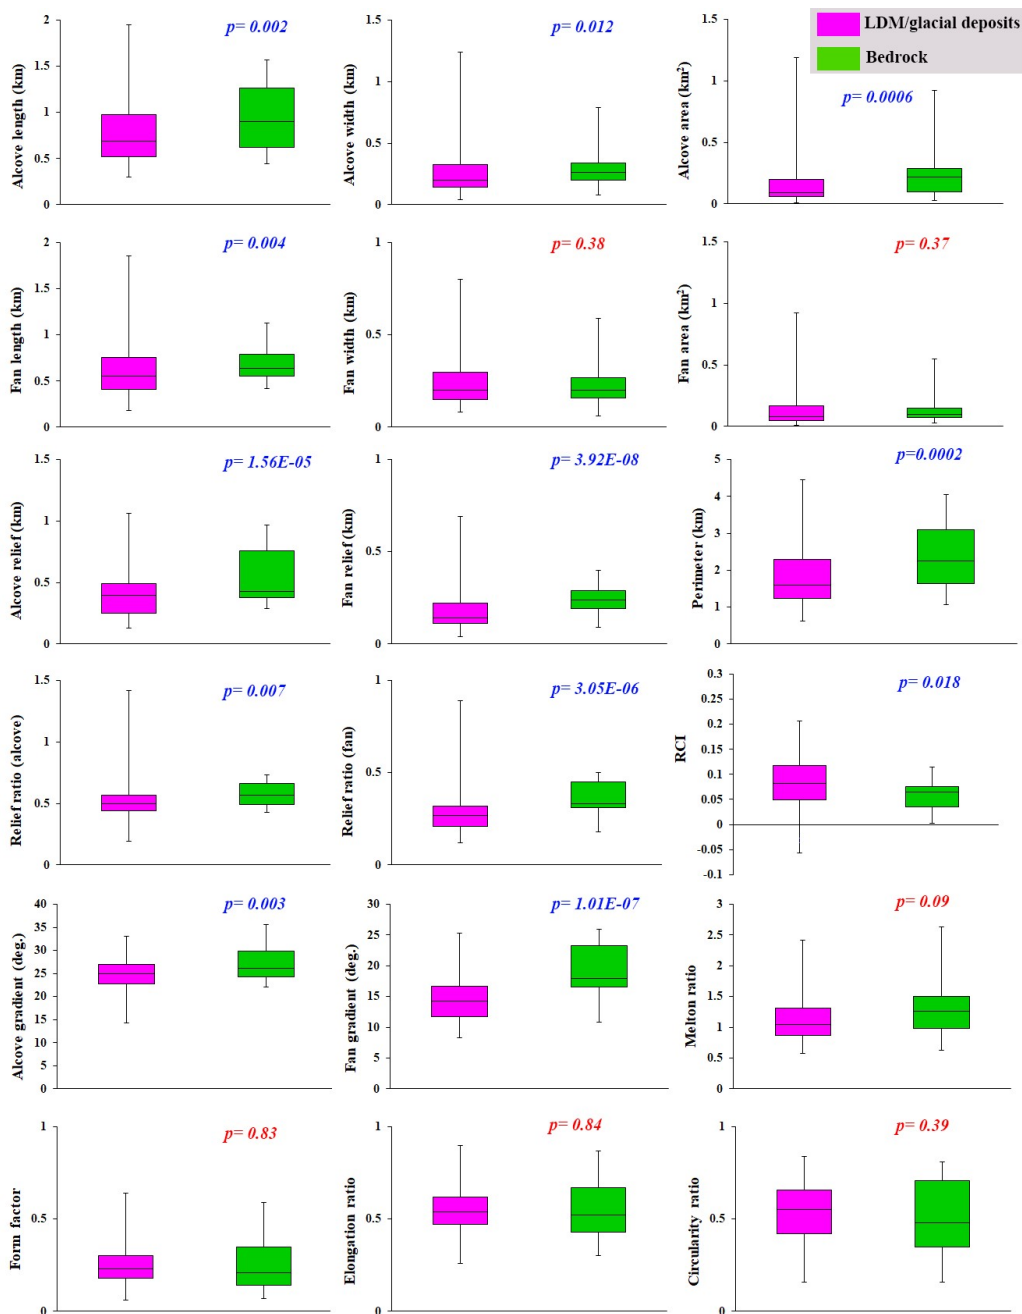 LDM/glacial deposits
Bedrock
Alcove length (km)
2
1.5
1
0.5
0
p= 0.002
Alcove width (km)
1.5
1
0.5
0
p= 0.012
Alcove area (km²)
1.5
1
0.5
0
p= 0.0006
Fan length (km)
2
1.5
1
0.5
0
p= 0.004
Fan width (km)
1
0.5
0
p= 0.38
Fan area (km²)
1.5
1
0.5
0
p= 0.37
Alcove relief (km)
1.5
1
0.5
0
p= 1.56E-05
Fan relief (km)
1
0.5
0
p= 3.92E-08
Perimeter (km)
5
4
3
2
1
0
p=0.0002
Relief ratio (alcove)
1.5
1
0.5
0
p= 0.007
Relief ratio (fan)
1
0.5
0
p= 3.05E-06
RCI
0.3
0.25
0.2
0.15
0.1
0.05
0
-0.05
-0.1
p= 0.018
Alcove gradient (deg.)
40
35
30
25
20
15
10
5
0
p= 0.003
Fan gradient (deg.)
30
25
20
15
10
5
0
p= 1.01E-07
Melton ratio
3
2.5
2
1.5
1
0.5
0
p= 0.09
Form factor
1
0.5
0
p= 0.83
Elongation ratio
1
0.5
0
p= 0.84
Circularity ratio
1
0.5
0
p= 0.39